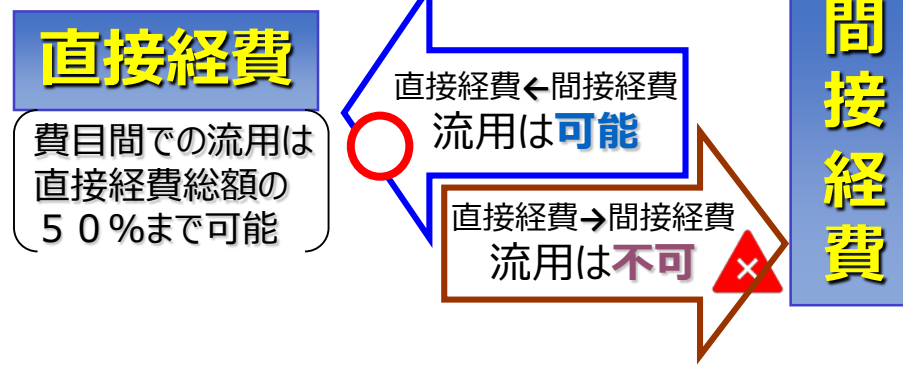 直接経費
費目間での流用は
直接経費総額の
５０%まで可能
直接経費←間接経費
流用は可能
直接経費→間接経費
流用は不可
×
間接経費